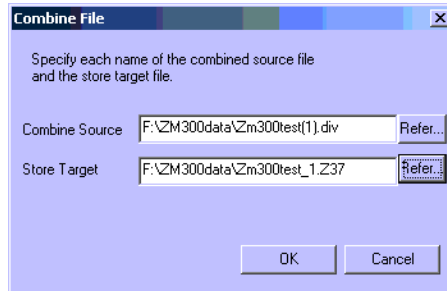 Combine File
Specify each name of the combined source file
and the store target file.
Combine Source F:\ZM300data\Zm300test(1).div Refer...
Store Target F:\ZM300data\Zm300test_1.Z37 Refer...
OK Cancel